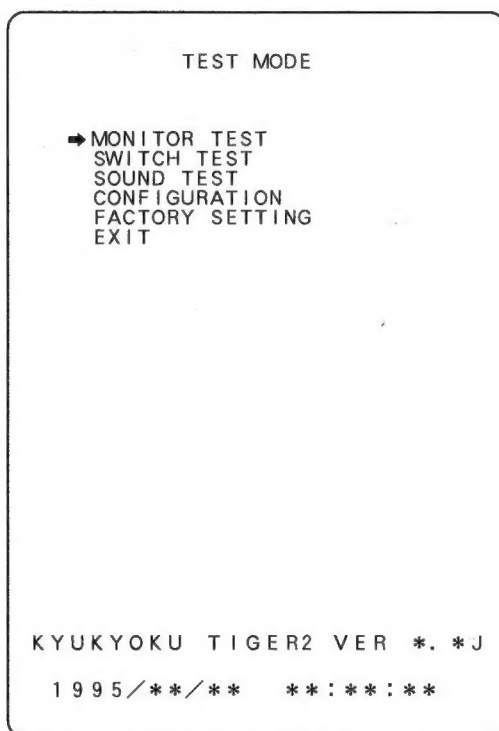 TEST MODE
➡MONITOR TEST
SWITCH TEST
SOUND TEST
CONFIGURATION
FACTORY SETTING
EXIT
KYUKYOKU TIGER2 VER *.*J
1995/**/** **:**:**